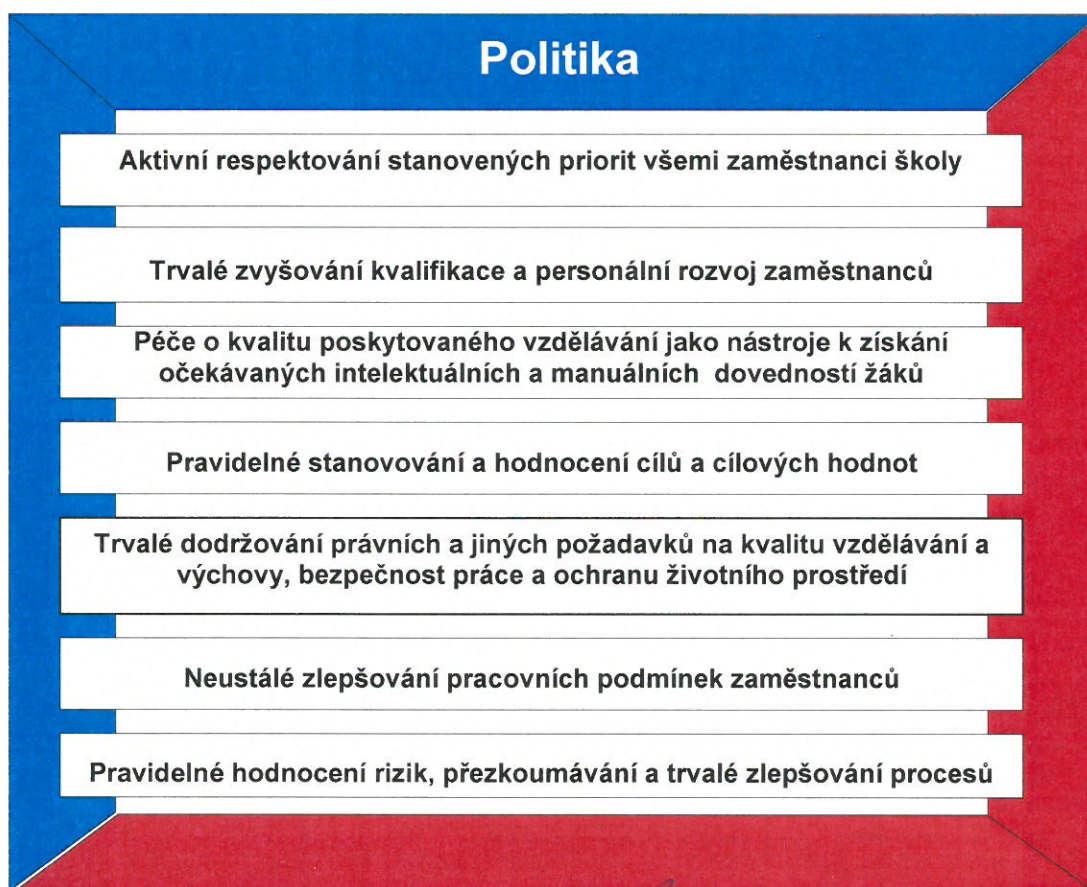 Politika
Aktivní respektování stanovených priorit všemi zaměstnanci školy
Trvalé zvyšování kvalifikace a personální rozvoj zaměstnanců
Péče o kvalitu poskytovaného vzdělávání jako nástroje k získání
očekávaných intelektuálních a manuálních dovedností žáků
Pravidelné stanovování a hodnocení cílů a cílových hodnot
Trvalé dodržování právních a jiných požadavků na kvalitu vzdělávání a
výchovy, bezpečnost práce a ochranu životního prostředí
Neustálé zlepšování pracovních podmínek zaměstnanců
Pravidelné hodnocení rizik, přezkoumávání a trvalé zlepšování procesů